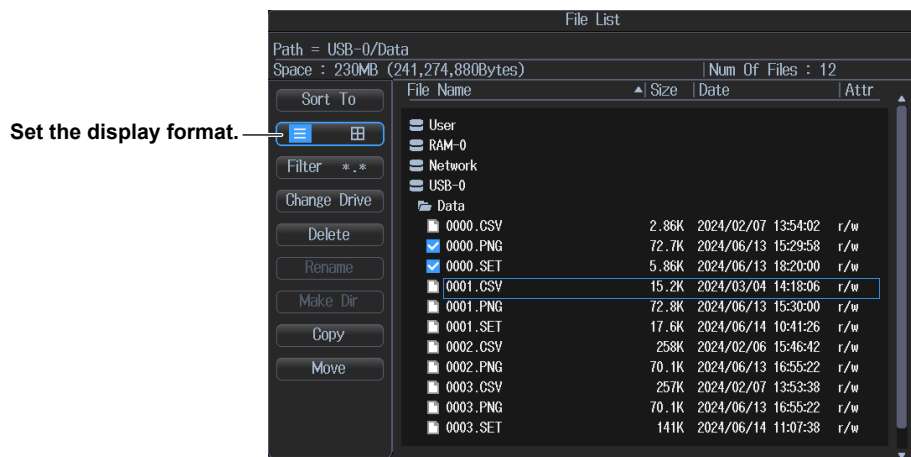 File List
Path = USB-0/Data
Space : 230MB (241,274,880Bytes) Num Of Files : 12
File Name Size Date Attr
Sort To
Set the display format.
Filter *.*
Change Drive
Delete
Rename
Make Dir
Copy
Move
User
RAM-0
Network
USB-0
Data
0000.CSV 2.86K 2024/02/07 13:54:02 r/w
0000.PNG 72.7K 2024/06/13 15:29:58 r/w
0000.SET 5.86K 2024/06/13 18:20:00 r/w
0001.CSV 15.2K 2024/03/04 14:18:06 r/w
0001.PNG 72.8K 2024/06/13 15:30:00 r/w
0001.SET 17.6K 2024/06/14 10:41:26 r/w
0002.CSV 258K 2024/02/06 15:46:42 r/w
0002.PNG 70.1K 2024/06/13 16:55:22 r/w
0003.CSV 257K 2024/02/07 13:53:38 r/w
0003.PNG 70.1K 2024/06/13 16:55:22 r/w
0003.SET 141K 2024/06/14 11:07:38 r/w